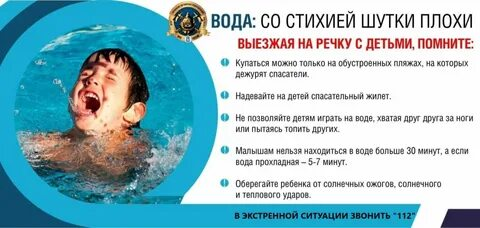 ВОДА: СО СТИХИЕЙ ШУТКИ ПЛОХИ
ВЫЕЗЖАЯ НА РЕЧКУ С ДЕТЬМИ, ПОМНИТЕ:
Купаться можно только на обустроенных пляжах, на которых
дежурят спасатели.
Надевайте на детей спасательный жилет.
Не позволяйте детям играть на воде, хватая друг друга за ноги
или пытаясь топить других.
Малышам нельзя находиться в воде больше 30 минут, а если
вода прохладная – 5-7 минут.
Оберегайте ребенка от солнечных ожогов, солнечного
и теплового ударов.
В ЭКСТРЕННОЙ СИТУАЦИИ ЗВОНИТЬ "112"